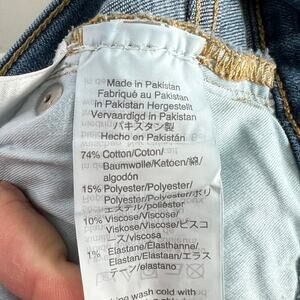 Made in Pakistan
Fabriqué au Pakistan
in Pakistan Hergestellt
Vervaardigd in Pakistan
パキスタン製
Hecho en Pakistán
74% Cotton/Coton/
Baumwolle/Katoen/綿/
algodón
15% Polyester/Polyester/
Polyester/Polyester/ポリ
エステル/poliéster
10% Viscose/Viscose/
Viskose/Viscose/ビスコ
ース/viscosa
1% Elastane/Élasthanne/
Elastan/Elastaan/エラス
テーン/elastano
wash cold with